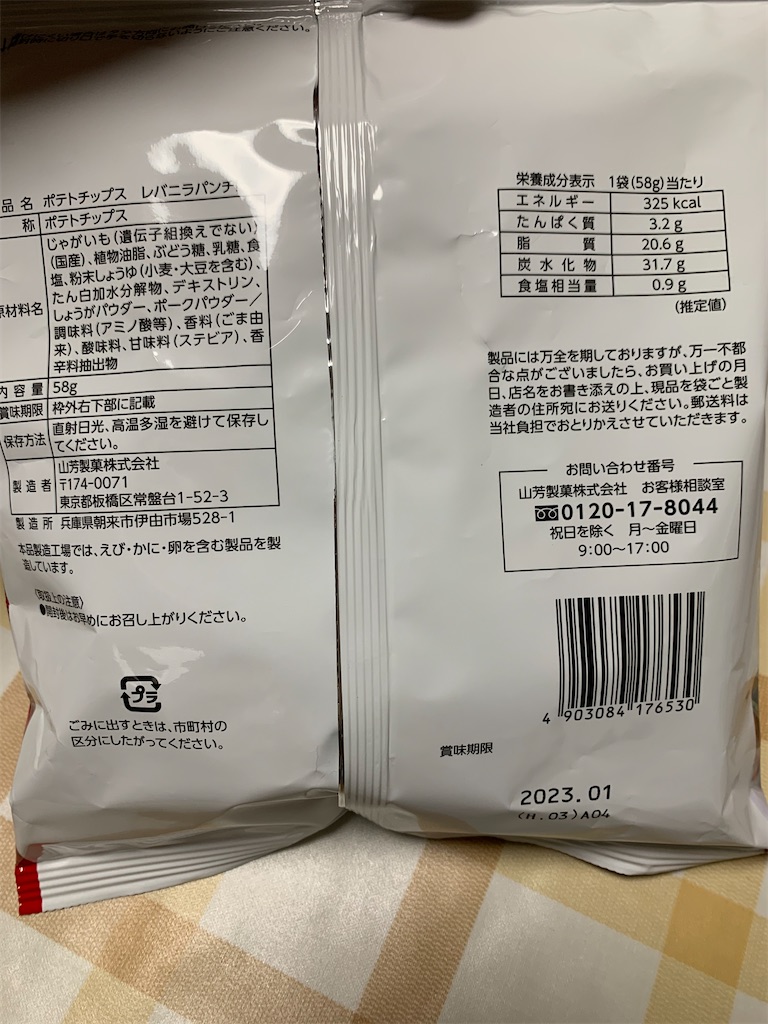 品名 ポテトチップス レバニラパンチ
称 ポテトチップス
原材料名
じゃがいも(遺伝子組換えでない)
(国産)、植物油脂、ぶどう糖、乳糖、食
塩、粉末しょうゆ(小麦・大豆を含む)、
たん白加水分解物、デキストリン、
しょうがパウダー、ポークパウダー/
調味料(アミノ酸等)、香料(ごま由
来)、酸味料、甘味料(ステビア)、香
辛料抽出物
内容量 58g
賞味期限 枠外右下部に記載
保存方法 直射日光、高温多湿を避けて保存し
てください。
製造者 山芳製菓株式会社
〒174-0071
東京都板橋区常盤台1-52-3
製造所 兵庫県朝来市伊由市場528-1
本品製造工場では、えび・かに・卵を含む製品を製
造しています。
〈取扱上の注意〉
●開封後はお早めにお召し上がりください。
プラ
ごみに出すときは、市町村の
区分にしたがってください。
栄養成分表示 1袋(58g)当たり
エネルギー 325 kcal
たんぱく質 3.2 g
脂質 20.6 g
炭水化物 31.7 g
食塩相当量 0.9 g
(推定値)
製品には万全を期しておりますが、万一不都
合な点がございましたら、お買い上げの月
日、店名をお書き添えの上、現品を袋ごと製
造者の住所宛にお送りください。郵送料は
当社負担でおとりかえさせていただきます。
お問い合わせ番号
山芳製菓株式会社 お客様相談室
0120-17-8044
祝日を除く 月~金曜日
9:00~17:00
4 903084 176530
賞味期限
2023.01
(H.03)A04